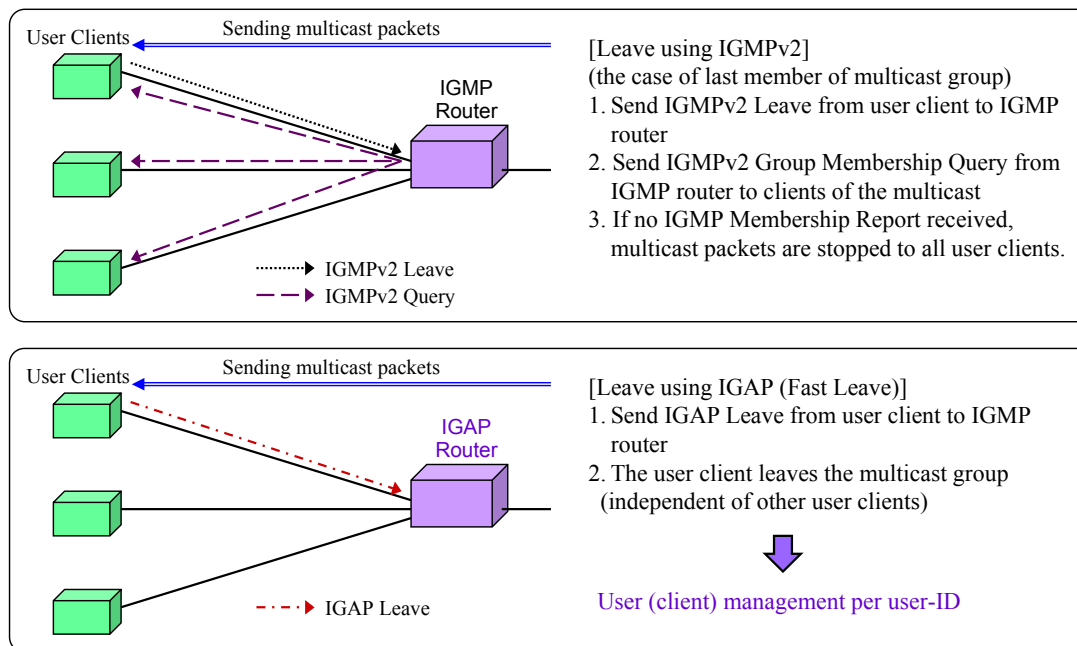 Sending multicast packets
User Clients
IGMP
Router
IGMPv2 Leave
IGMPv2 Query
[Leave using IGMPv2]
(the case of last member of multicast group)
1. Send IGMPv2 Leave from user client to IGMP
router
2. Send IGMPv2 Group Membership Query from
IGMP router to clients of the multicast
3. If no IGMP Membership Report received,
multicast packets are stopped to all user clients.
Sending multicast packets
User Clients
IGAP
Router
IGAP Leave
[Leave using IGAP (Fast Leave)]
1. Send IGAP Leave from user client to IGMP
router
2. The user client leaves the multicast group
(independent of other user clients)
User (client) management per user-ID